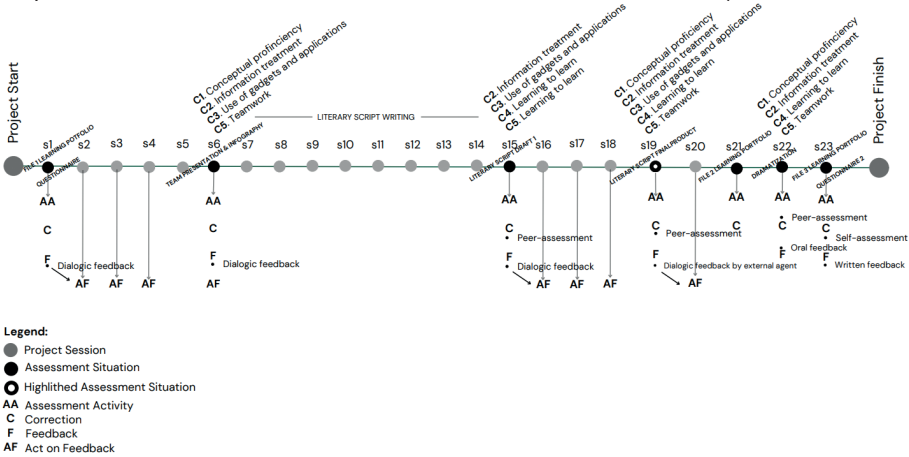 Project Start
C1. Conceptual profinciency
C2. Information treatment
C3. Use of gadgets and applications
C5. Teamwork
C2. Information treatment
C3. Use of gadgets and applications
C4. Learning to learn
C5. Learning to learn
C1. Conceptual proficiency
C2. Information treatment
C3. Use of gadgets and applications
C4. Learning to learn
C5. Teamwork
C1. Conceptual profinciency
C2. Information treatment
C4. Learning to learn
C5. Teamwork
Project Finish
LITERARY SCRIPT WRITING
s1 s2 s3 s4 s5 s6 s7 s8 s9 s10 s11 s12 s13 s14 s15 s16 s17 s18 s19 s20 s21 s22 s23
FILE 1 LEARNING POTFOLIO
QUESTIONNAIRE
TEAM PRESENTATION & INFOGRAPHY
LITERARY SCRIPT DRAFT 1
LITERARY SCRIPT FINAL PRODUCT
FILE 2 LEARNING PORTFOLIO
DRAMATIZATION
FILE 3 LEARNING PORTFOLIO
QUESTIONNAIRE 2
AA AA AA AA AA AA AA
Peer-assessment
C C C C C C C
Peer-assessment Peer-assessment Self-assessment
Oral feedback
F F F F F F
Dialogic feedback Dialogic feedback Dialogic feedback Dialogic feedback by external agent Written feedback
AF AF AF AF AF AF AF AF
Legend:
Project Session
Assessment Situation
Highlithed Assessment Situation
AA Assessment Activity
C Correction
F Feedback
AF Act on Feedback